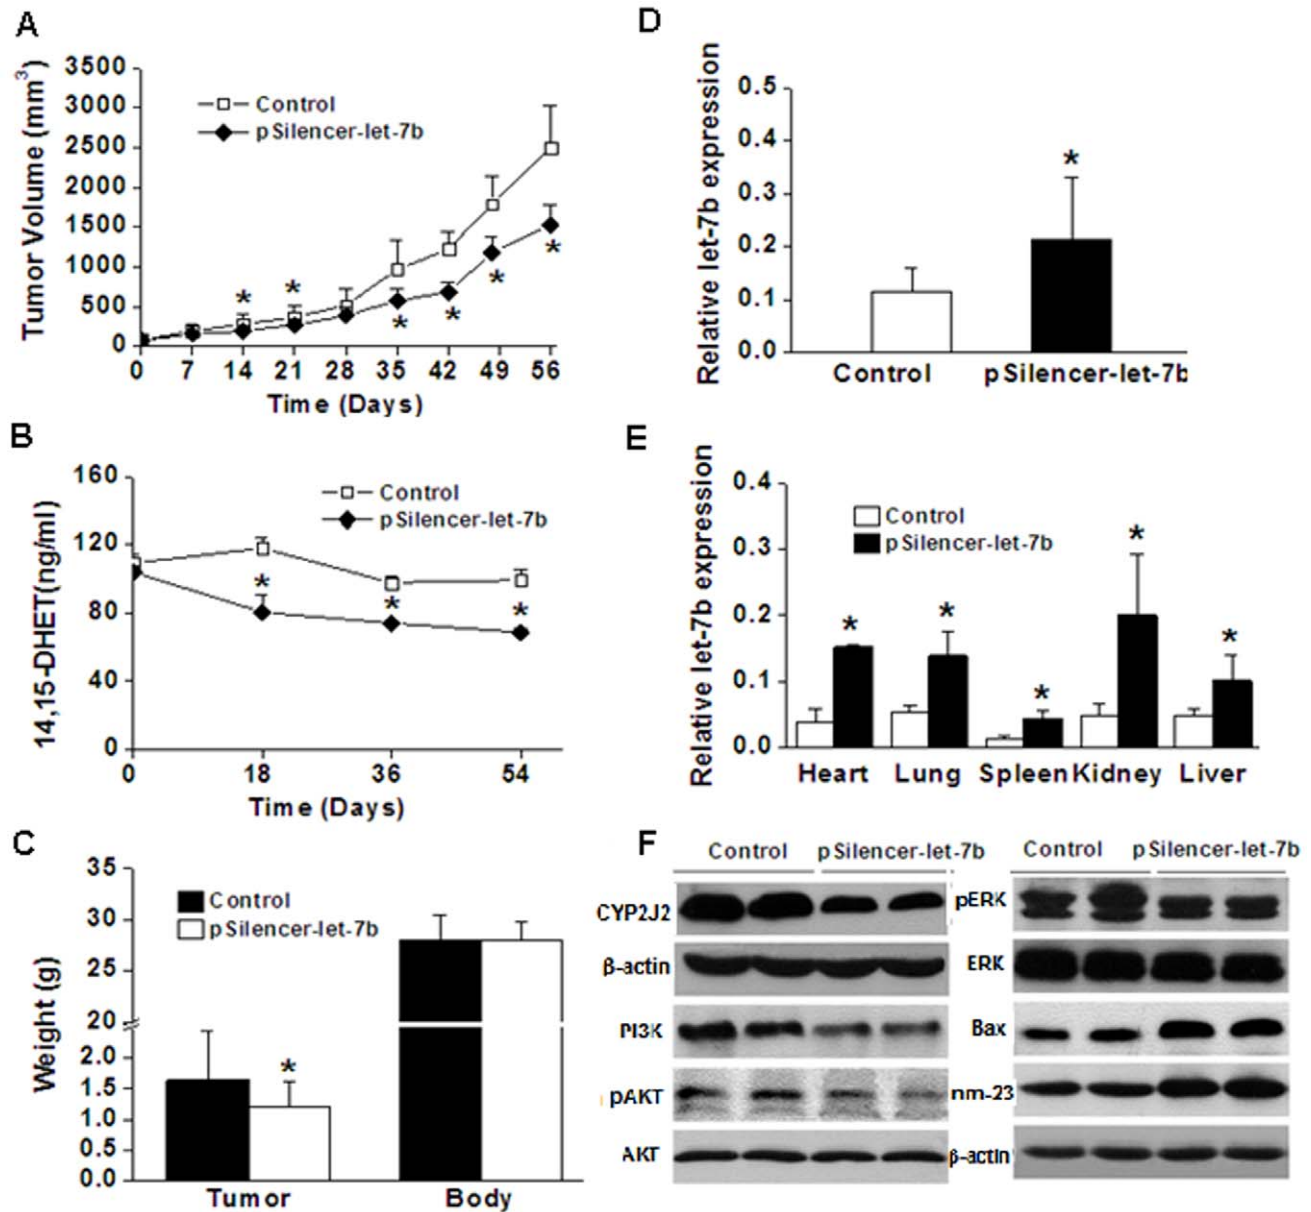 A
Tumor Volume (mm³)
3500
3000
2500
2000
1500
1000
500
0
Control
pSilencer-let-7b
* * * * * *
0 7 14 21 28 35 42 49 56
Time (Days)
B
14,15-DHET(ng/ml)
160
120
80
40
0
Control
pSilencer-let-7b
* * *
0 18 36 54
Time (Days)
C
Weight (g)
35
30
25
20
2.0
1.5
1.0
0.5
0.0
Control
pSilencer-let-7b
*
Tumor Body
D
Relative let-7b expression
0.5
0.4
0.3
0.2
0.1
0.0
*
Control pSilencer-let-7b
E
Relative let-7b expression
0.4
0.3
0.2
0.1
0.0
Control
pSilencer-let-7b
* * * * *
Heart Lung Spleen Kidney Liver
F
Control pSilencer-let-7b
CYP2J2
β-actin
PI3K
pAKT
AKT
Control pSilencer-let-7b
pERK
ERK
Bax
nm-23
β-actin